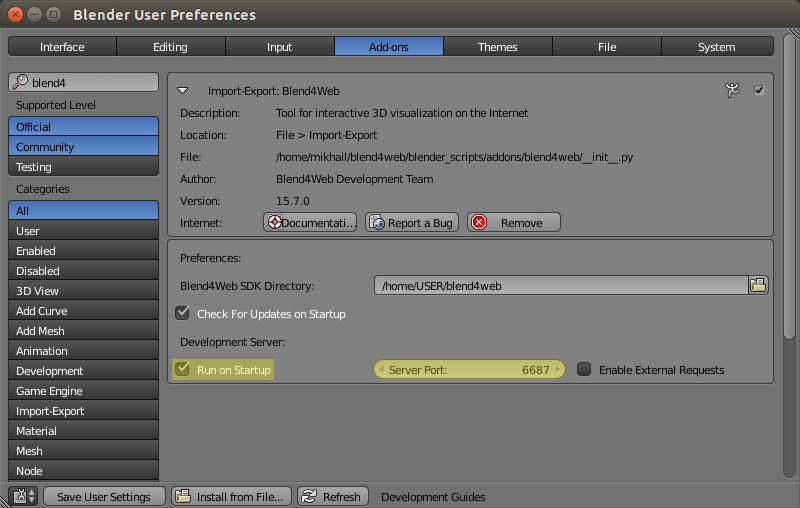 Blender User Preferences
Interface Editing Input Add-ons Themes File System
blend4
Supported Level
Official
Community
Testing
Categories
All
User
Enabled
Disabled
3D View
Add Curve
Add Mesh
Animation
Development
Game Engine
Import-Export
Material
Mesh
Node
Import-Export: Blend4Web
Description: Tool for interactive 3D visualization on the Internet
Location: File > Import-Export
File: /home/mikhail/blend4web/blender_scripts/addons/blend4web/__init__.py
Author: Blend4Web Development Team
Version: 15.7.0
Internet: Documentati... Report a Bug Remove
Preferences:
Blend4Web SDK Directory: /home/USER/blend4web
Check For Updates on Startup
Development Server:
Run on Startup Server Port: 6687 Enable External Requests
Save User Settings Install from File... Refresh Development Guides